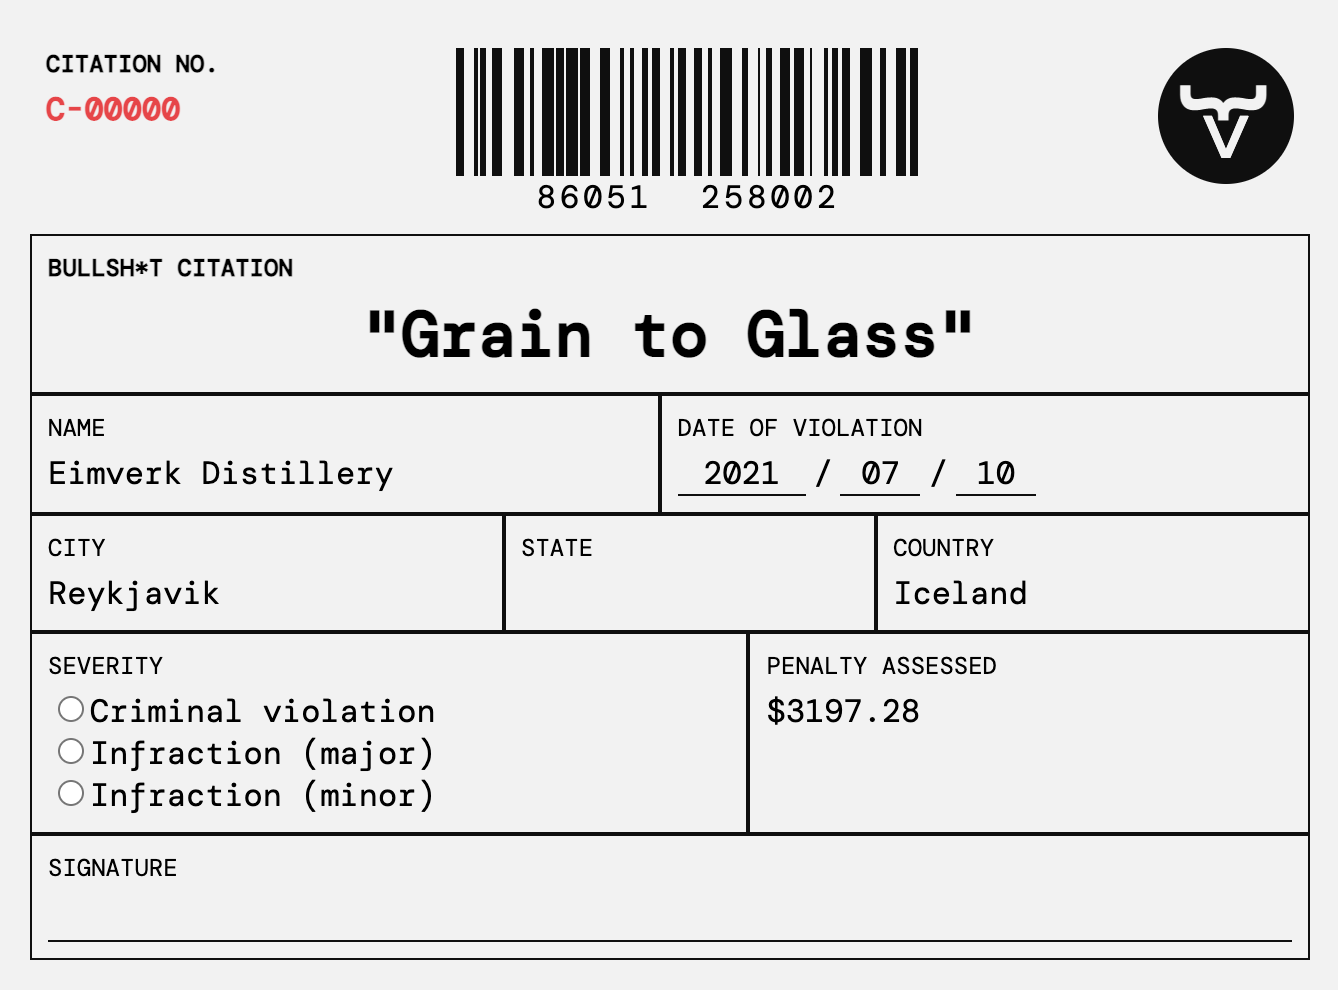 CITATION NO.
C-00000
86051 258002
BULLSH*T CITATION
"Grain to Glass"
NAME
Eimverk Distillery
DATE OF VIOLATION
2021 / 07 / 10
CITY
Reykjavik
STATE
COUNTRY
Iceland
SEVERITY
Criminal violation
Infraction (major)
Infraction (minor)
PENALTY ASSESSED
$3197.28
SIGNATURE